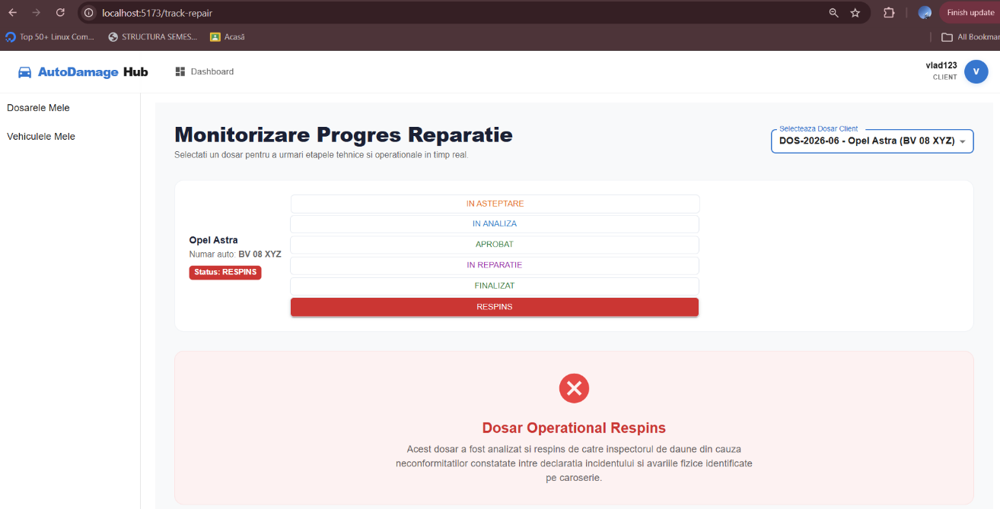 localhost:5173/track-repair
Finish update
Top 50+ Linux Com...
STRUCTURA SEMES...
Acasă
All Bookmar
AutoDamage Hub
Dashboard
vlad123
CLIENT
V
Dosarele Mele
Vehiculele Mele
Monitorizare Progres Reparatie
Selectati un dosar pentru a urmari etapele tehnice si operationale in timp real.
Selecteaza Dosar Client
DOS-2026-06 - Opel Astra (BV 08 XYZ)
Opel Astra
Numar auto: BV 08 XYZ
Status: RESPINS
IN ASTEPTARE
IN ANALIZA
APROBAT
IN REPARATIE
FINALIZAT
RESPINS
Dosar Operational Respins
Acest dosar a fost analizat si respins de catre inspectorul de daune din cauza
neconformitatilor constatate intre declaratia incidentului si avariile fizice identificate
pe caroserie.